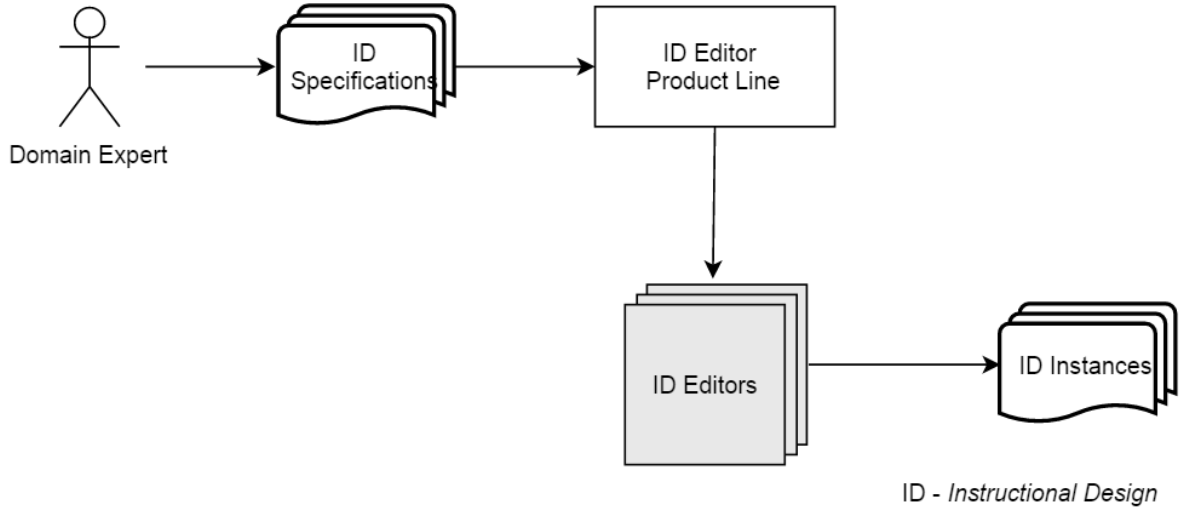 ID
Specifications
ID Editor
Product Line
Domain Expert
ID Editors
ID Instances
ID - Instructional Design